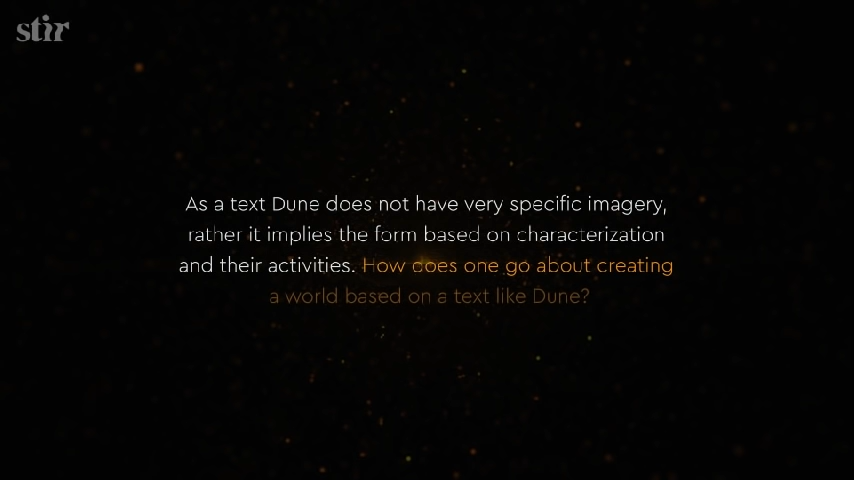 stir
As a text Dune does not have very specific imagery,
rather it implies the form based on characterization
and their activities. How does one go about creating
a world based on a text like Dune?